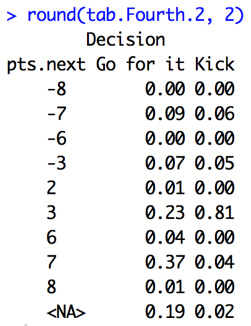 > round(tab.Fourth.2, 2)
Decision
pts.next Go for it Kick
-8 0.00 0.00
-7 0.09 0.06
-6 0.00 0.00
-3 0.07 0.05
2 0.01 0.00
3 0.23 0.81
6 0.04 0.00
7 0.37 0.04
8 0.01 0.00
<NA> 0.19 0.02